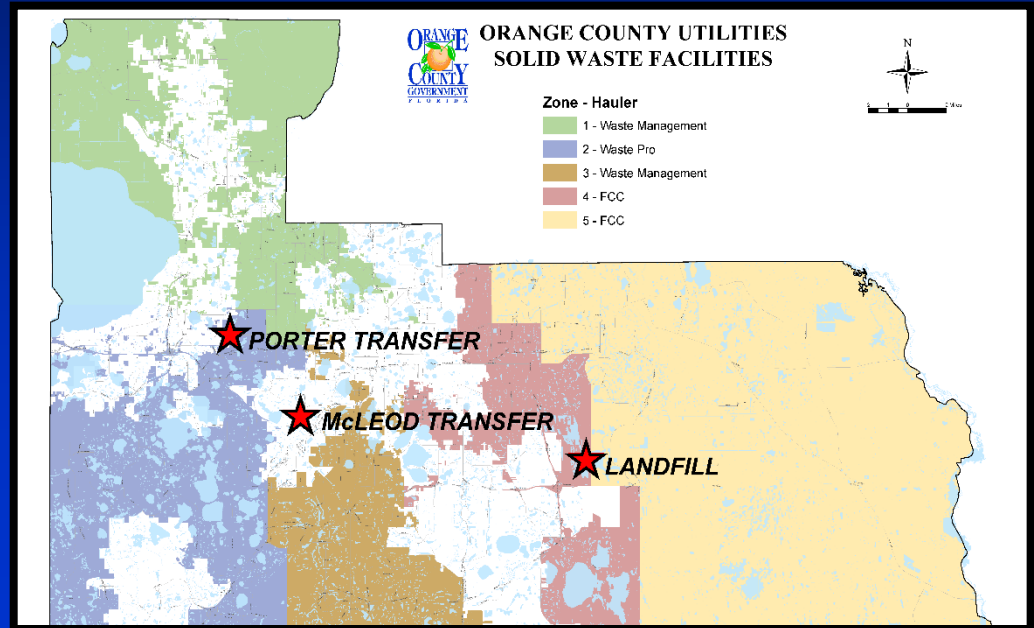 ORANGE
COUNTY
GOVERNMENT
FLORIDA
ORANGE COUNTY UTILITIES
SOLID WASTE FACILITIES
N
Zone - Hauler
1 - Waste Management
2 - Waste Pro
3 - Waste Management
4 - FCC
5 - FCC
PORTER TRANSFER
McLEOD TRANSFER
LANDFILL